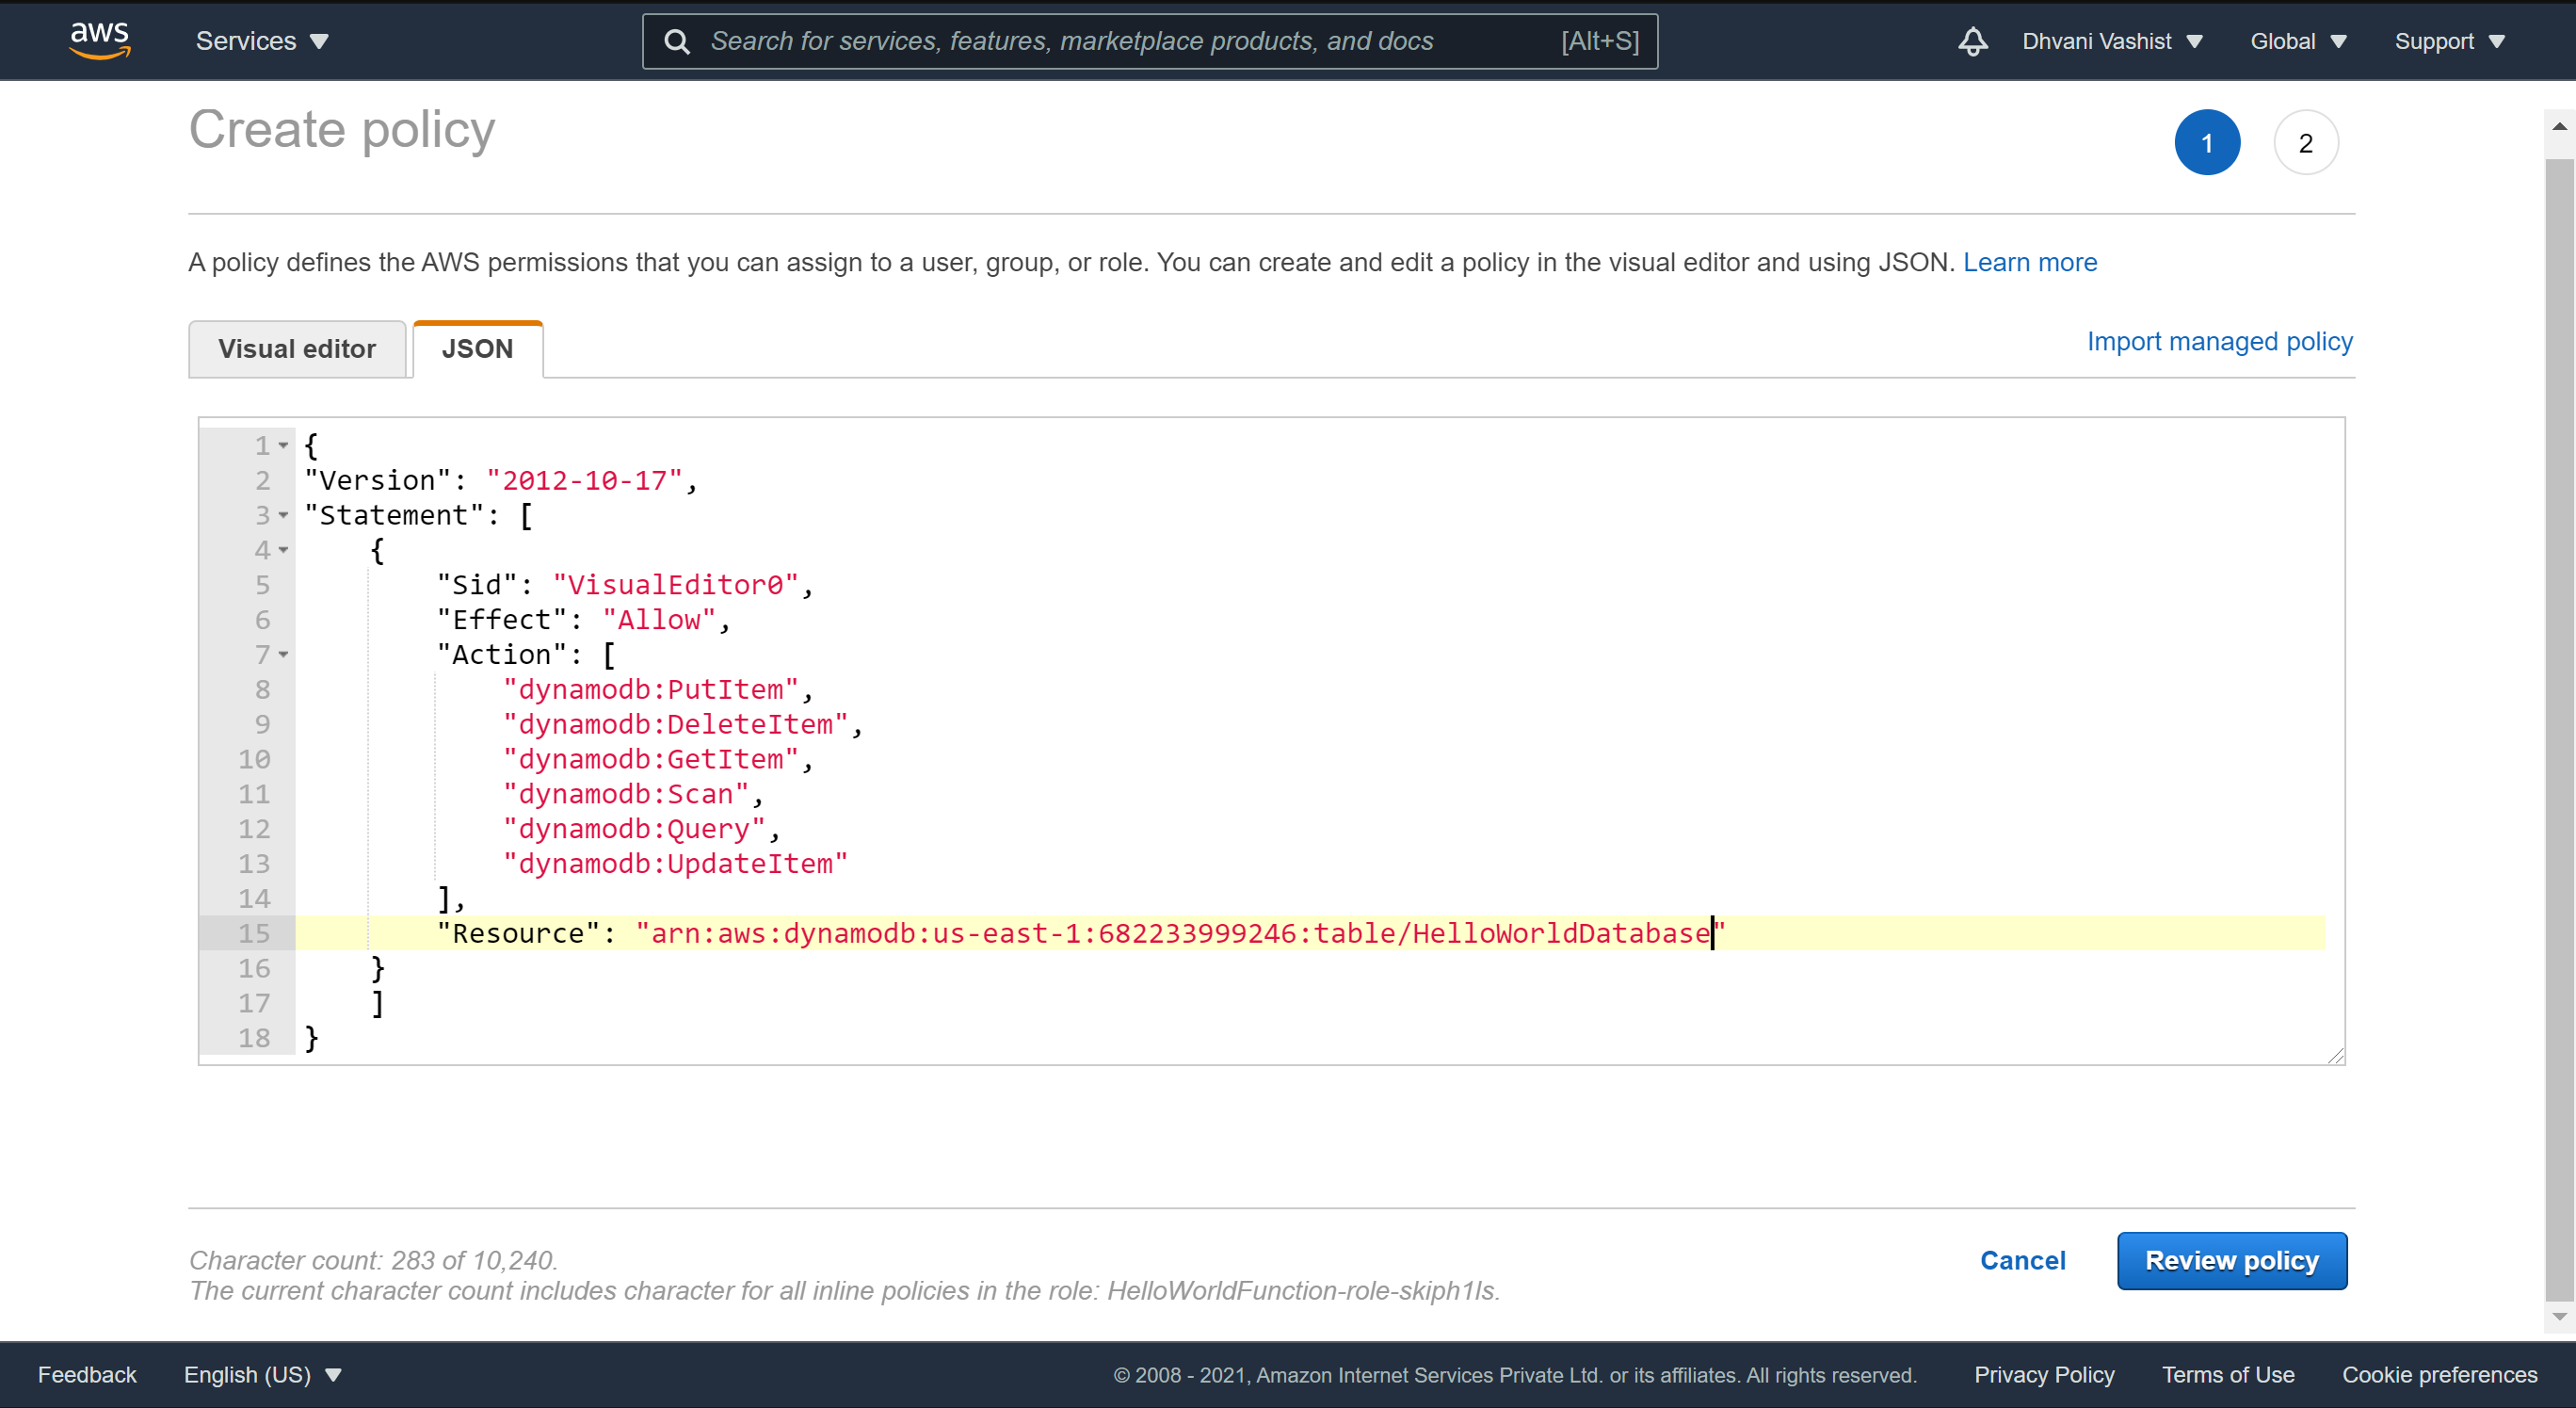 aws Services Search for services, features, marketplace products, and docs [Alt+S] Dhvani Vashist Global Support
Create policy 1 2
A policy defines the AWS permissions that you can assign to a user, group, or role. You can create and edit a policy in the visual editor and using JSON. Learn more
Visual editor JSON Import managed policy
1 {
2 "Version": "2012-10-17",
3 "Statement": [
4 {
5 "Sid": "VisualEditor0",
6 "Effect": "Allow",
7 "Action": [
8 "dynamodb:PutItem",
9 "dynamodb:DeleteItem",
10 "dynamodb:GetItem",
11 "dynamodb:Scan",
12 "dynamodb:Query",
13 "dynamodb:UpdateItem"
14 ],
15 "Resource": "arn:aws:dynamodb:us-east-1:682233999246:table/HelloWorldDatabase"
16 }
17 ]
18 }
Character count: 283 of 10,240.
The current character count includes character for all inline policies in the role: HelloWorldFunction-role-skiph1ls.
Cancel Review policy
Feedback English (US) © 2008 - 2021, Amazon Internet Services Private Ltd. or its affiliates. All rights reserved. Privacy Policy Terms of Use Cookie preferences